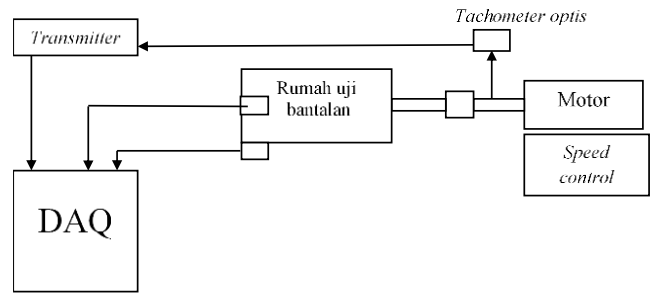 Tachometer optis
Transmitter
Rumah uji
bantalan
Motor
Speed
control
DAQ